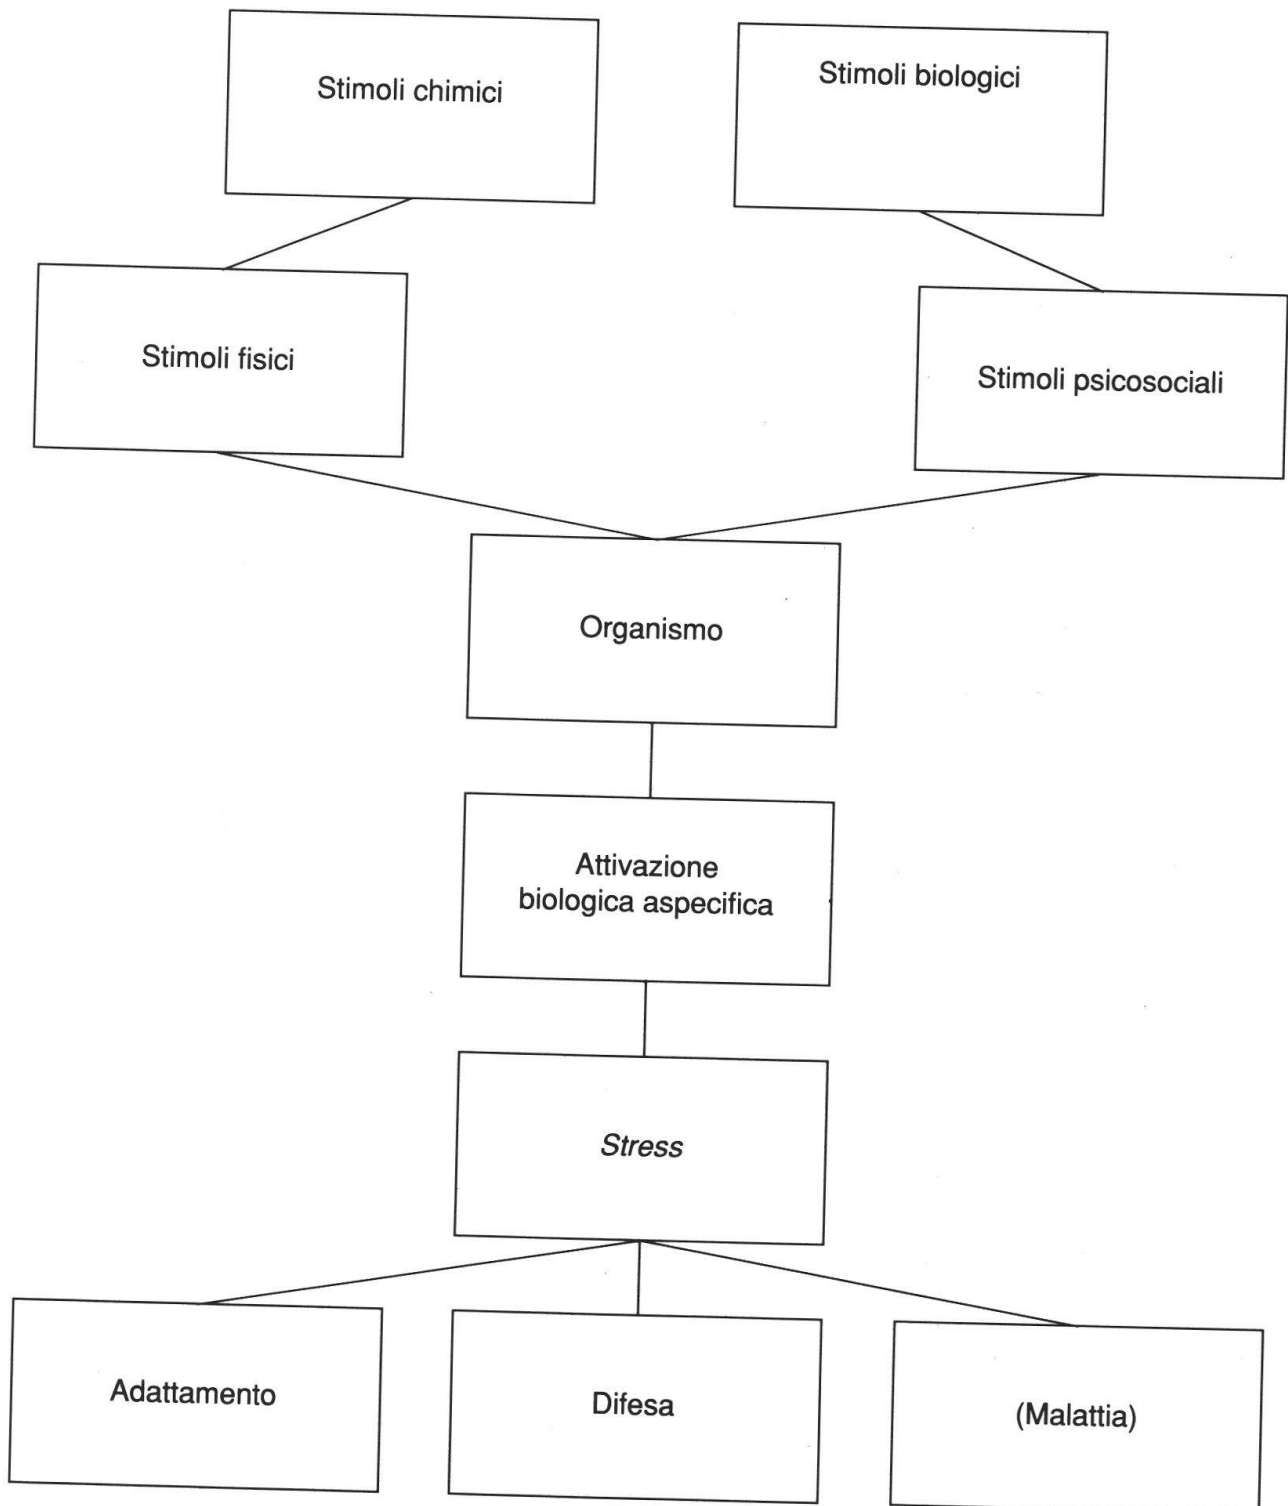 Stimoli chimici
Stimoli biologici
Stimoli fisici
Stimoli psicosociali
Organismo
Attivazione
biologica aspecifica
Stress
Adattamento
Difesa
(Malattia)